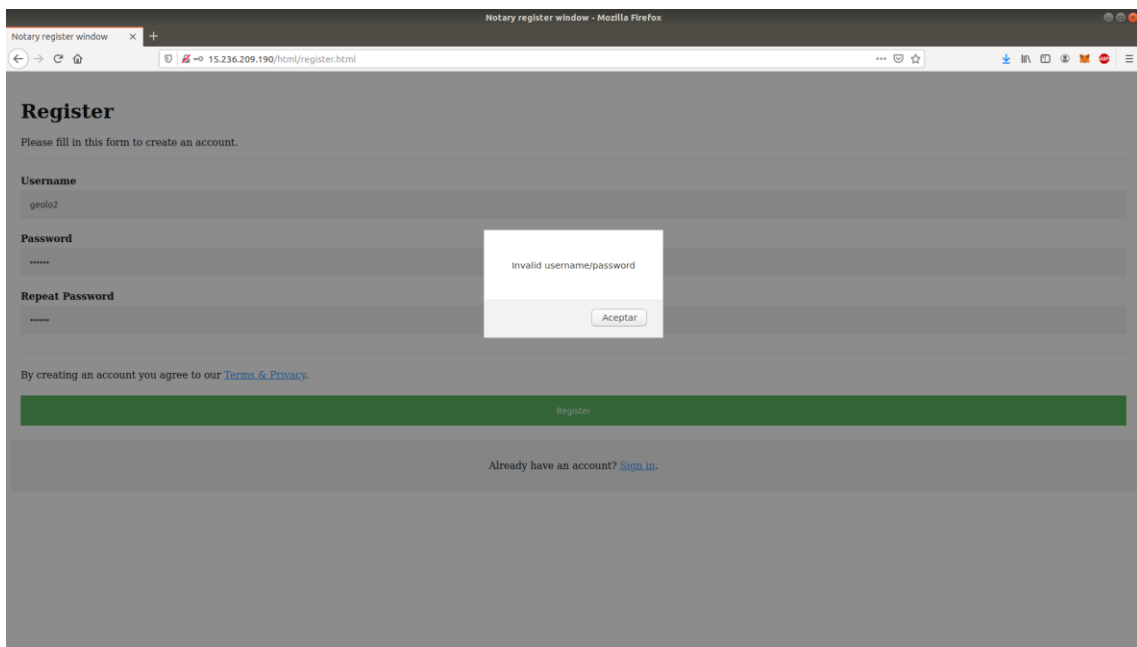 Notary register window - Mozilla Firefox
Notary register window
15.236.209.190/html/register.html
Register
Please fill in this form to create an account.
Username
geolo2
Password
••••••
Invalid username/password
Repeat Password
••••••
Aceptar
By creating an account you agree to our Terms & Privacy.
Register
Already have an account? Sign in.